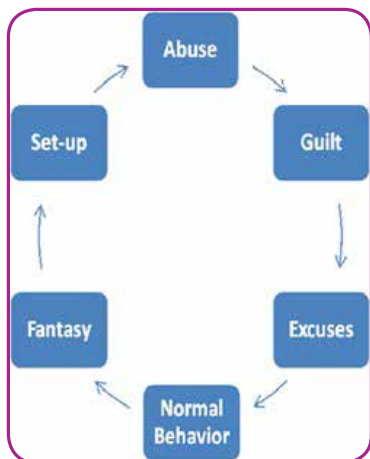 Abuse
Guilt
Excuses
Normal
Behavior
Fantasy
Set-up